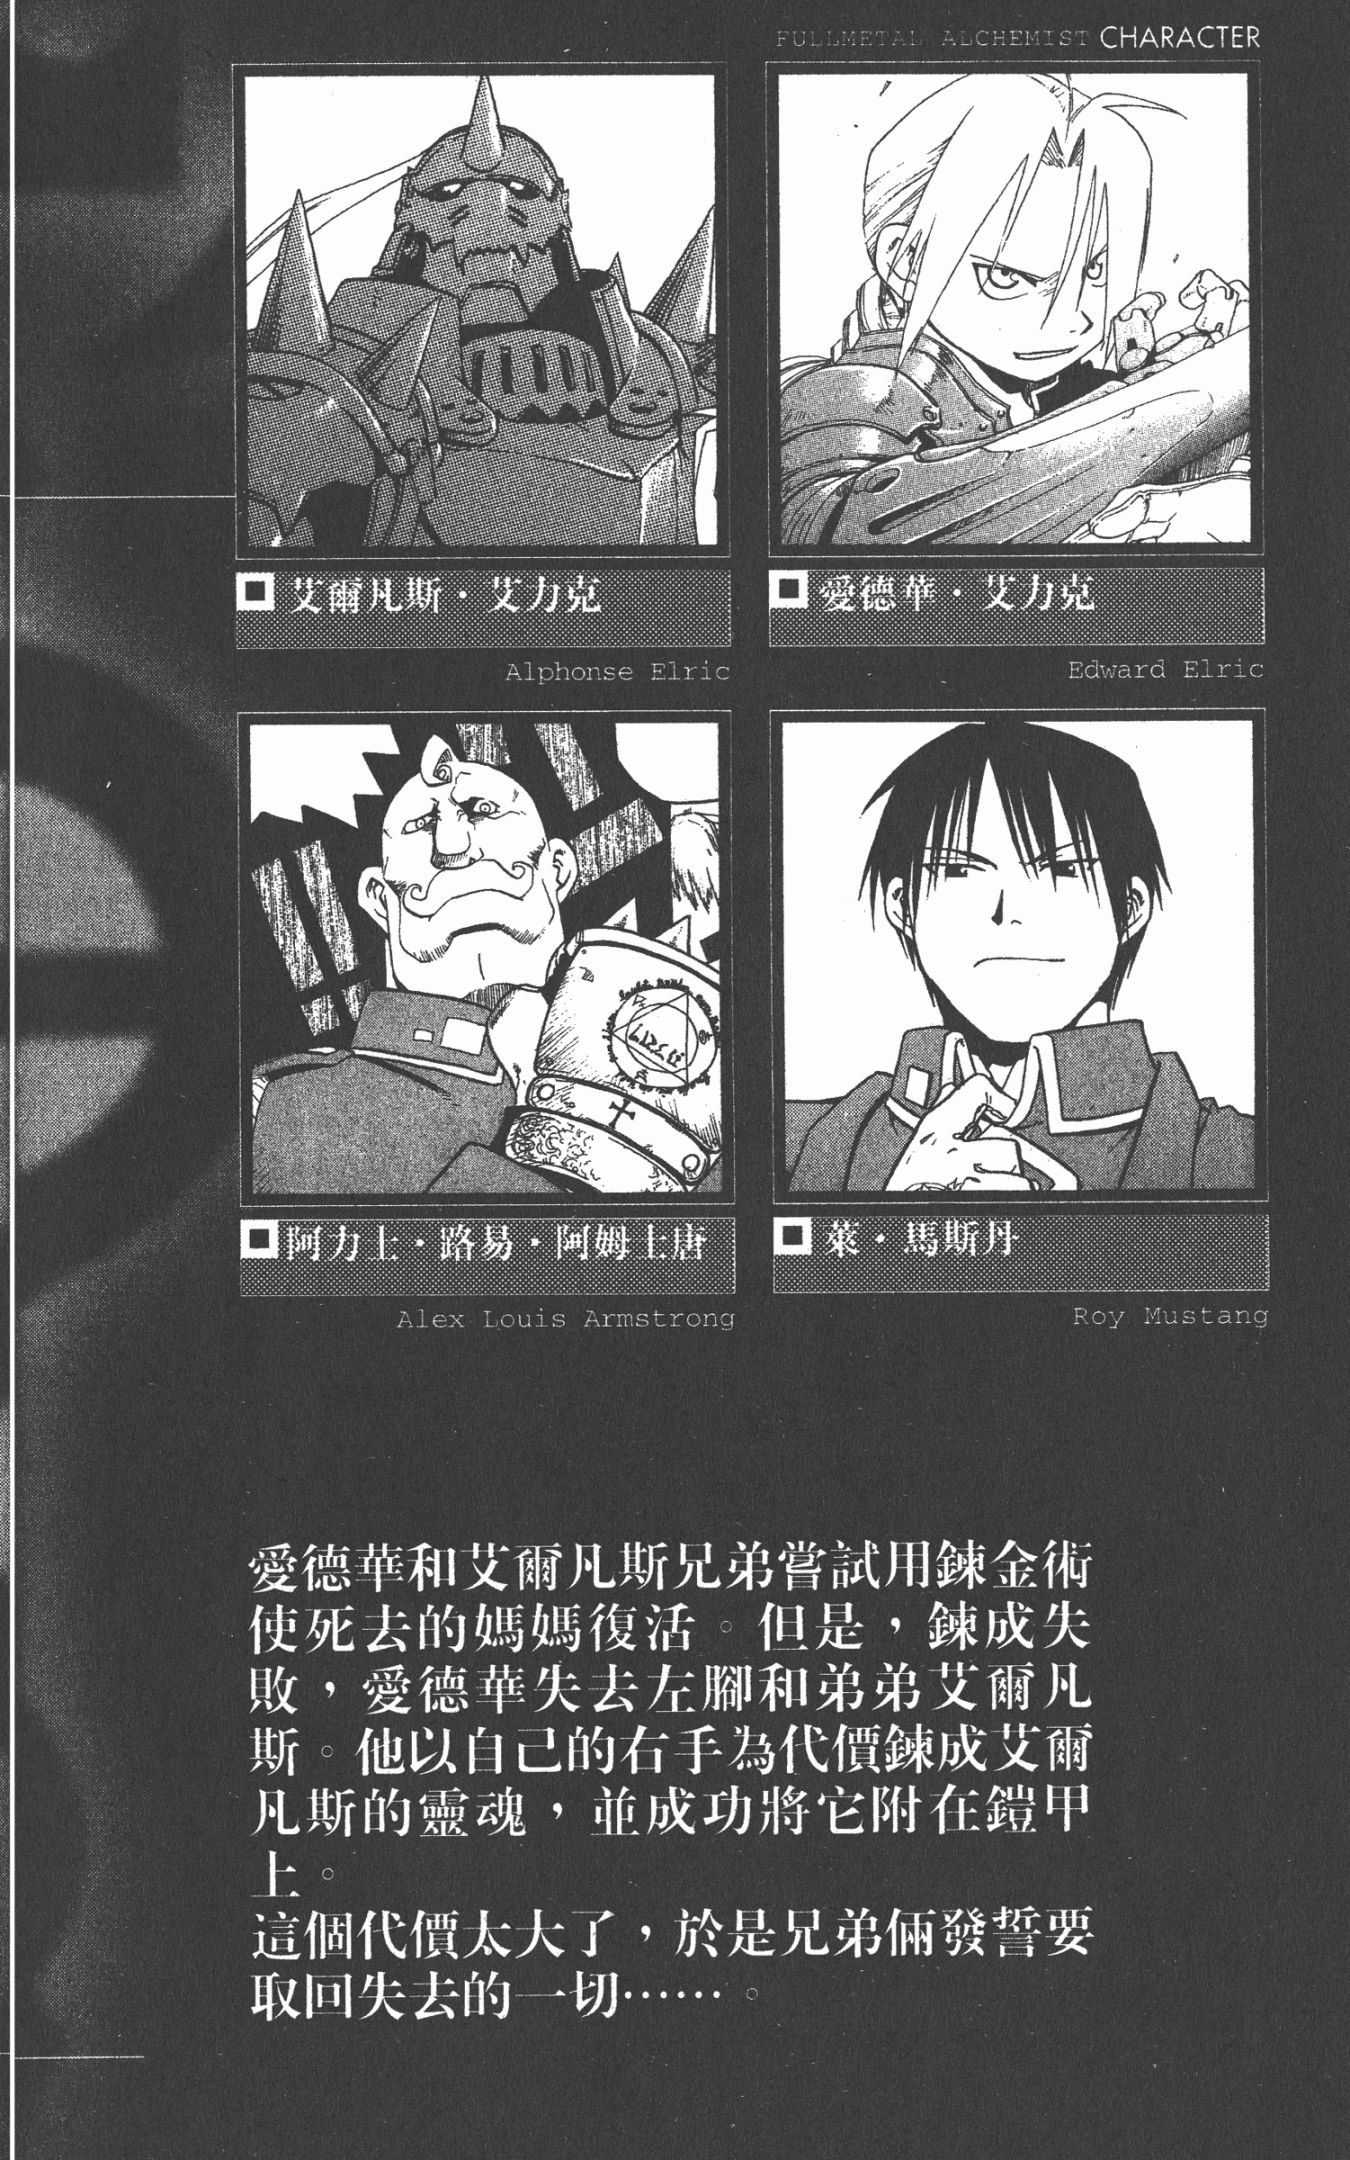 FULLMETAL ALCHEMIST CHARACTER
艾爾凡斯・艾力克
Alphonse Elric
愛德華・艾力克
Edward Elric
阿力士・路易・阿姆士唐
Alex Louis Armstrong
萊・馬斯丹
Roy Mustang
愛德華和艾爾凡斯兄弟嘗試用鍊金術
使死去的媽媽復活。但是，鍊成失
敗，愛德華失去左腳和弟弟艾爾凡
斯。他以自己的右手為代價鍊成艾爾
凡斯的靈魂，並成功將它附在鎧甲
上。
這個代價太大了，於是兄弟倆發誓要
取回失去的一切……。